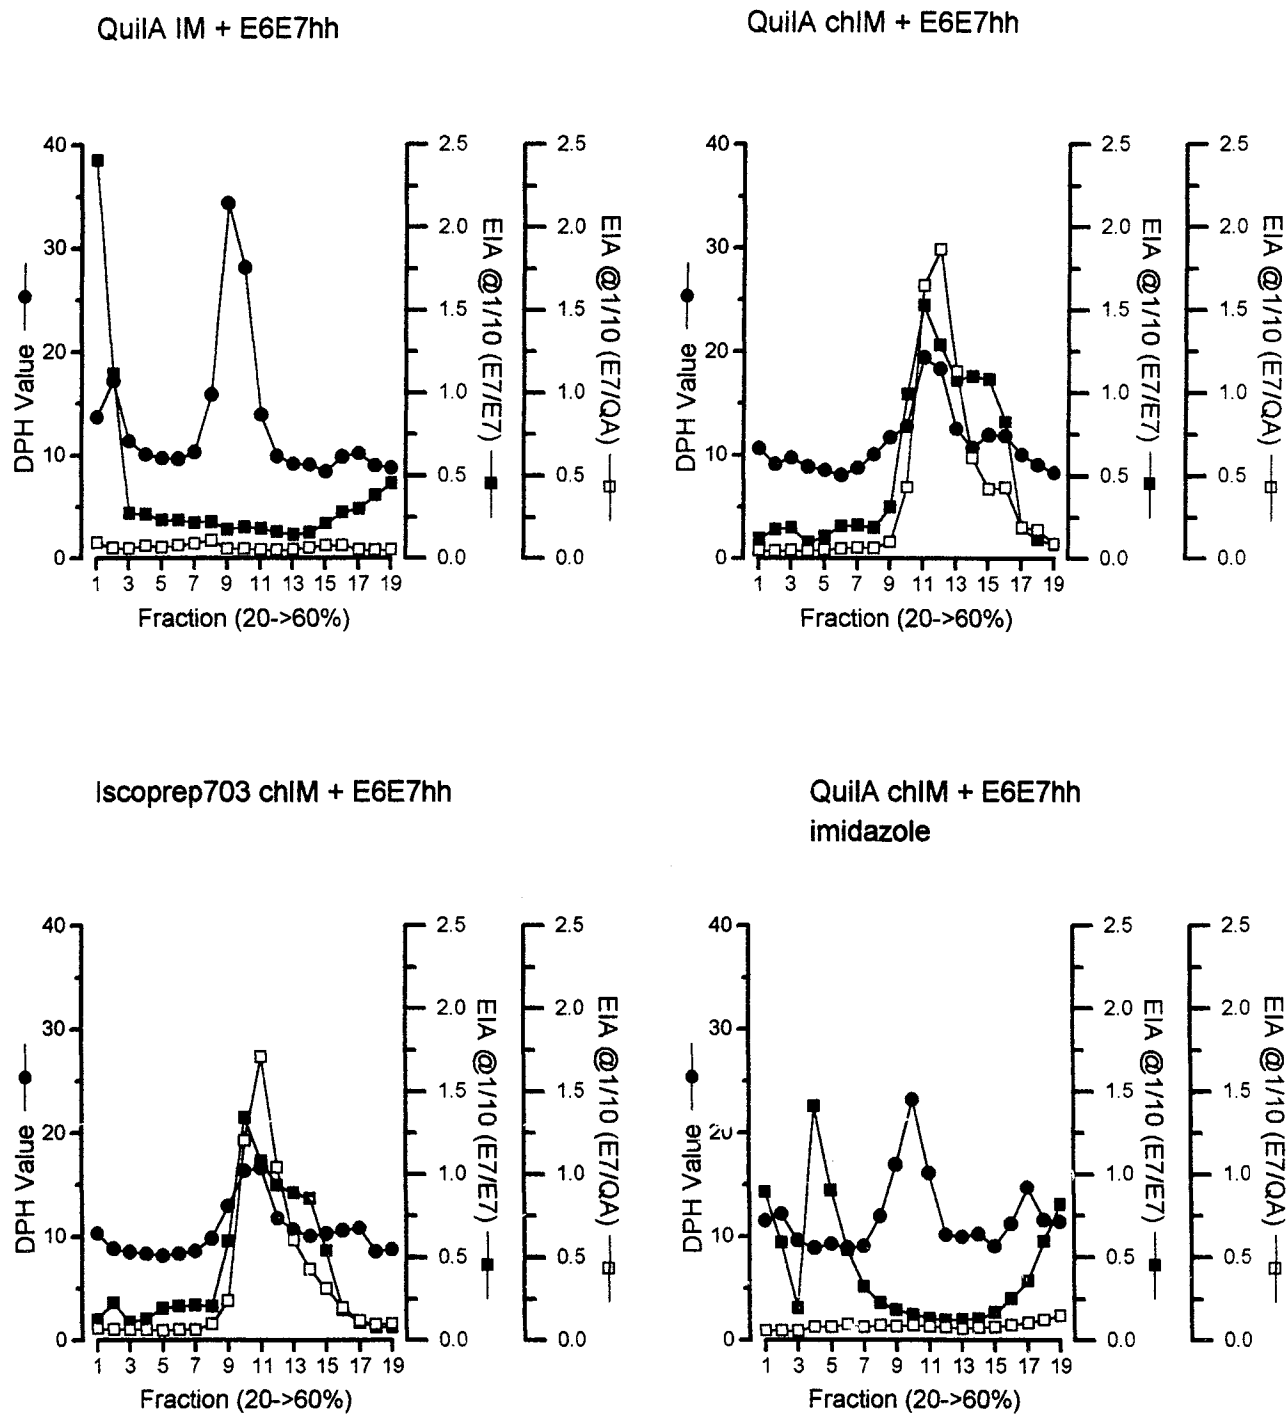 QuilA IM + E6E7hh
40
30
20
10
0
DPH Value
2.5
2.0
1.5
1.0
0.5
0.0
EIA @1/10 (E7/E7)
2.5
2.0
1.5
1.0
0.5
0.0
EIA @1/10 (E7/QA)
1 3 5 7 9 11 13 15 17 19
Fraction (20->60%)
QuilA chIM + E6E7hh
40
30
20
10
0
DPH Value
2.5
2.0
1.5
1.0
0.5
0.0
EIA @1/10 (E7/E7)
2.5
2.0
1.5
1.0
0.5
0.0
EIA @1/10 (E7/QA)
1 3 5 7 9 11 13 15 17 19
Fraction (20->60%)
Iscoprep703 chIM + E6E7hh
40
30
20
10
0
DPH Value
2.5
2.0
1.5
1.0
0.5
0.0
EIA @1/10 (E7/E7)
2.5
2.0
1.5
1.0
0.5
0.0
EIA @1/10 (E7/QA)
1 3 5 7 9 11 13 15 17 19
Fraction (20->60%)
QuilA chIM + E6E7hh
imidazole
40
30
20
10
0
DPH Value
2.5
2.0
1.5
1.0
0.5
0.0
EIA @1/10 (E7/E7)
2.5
2.0
1.5
1.0
0.5
0.0
EIA @1/10 (E7/QA)
1 3 5 7 9 11 13 15 17 19
Fraction (20->60%)